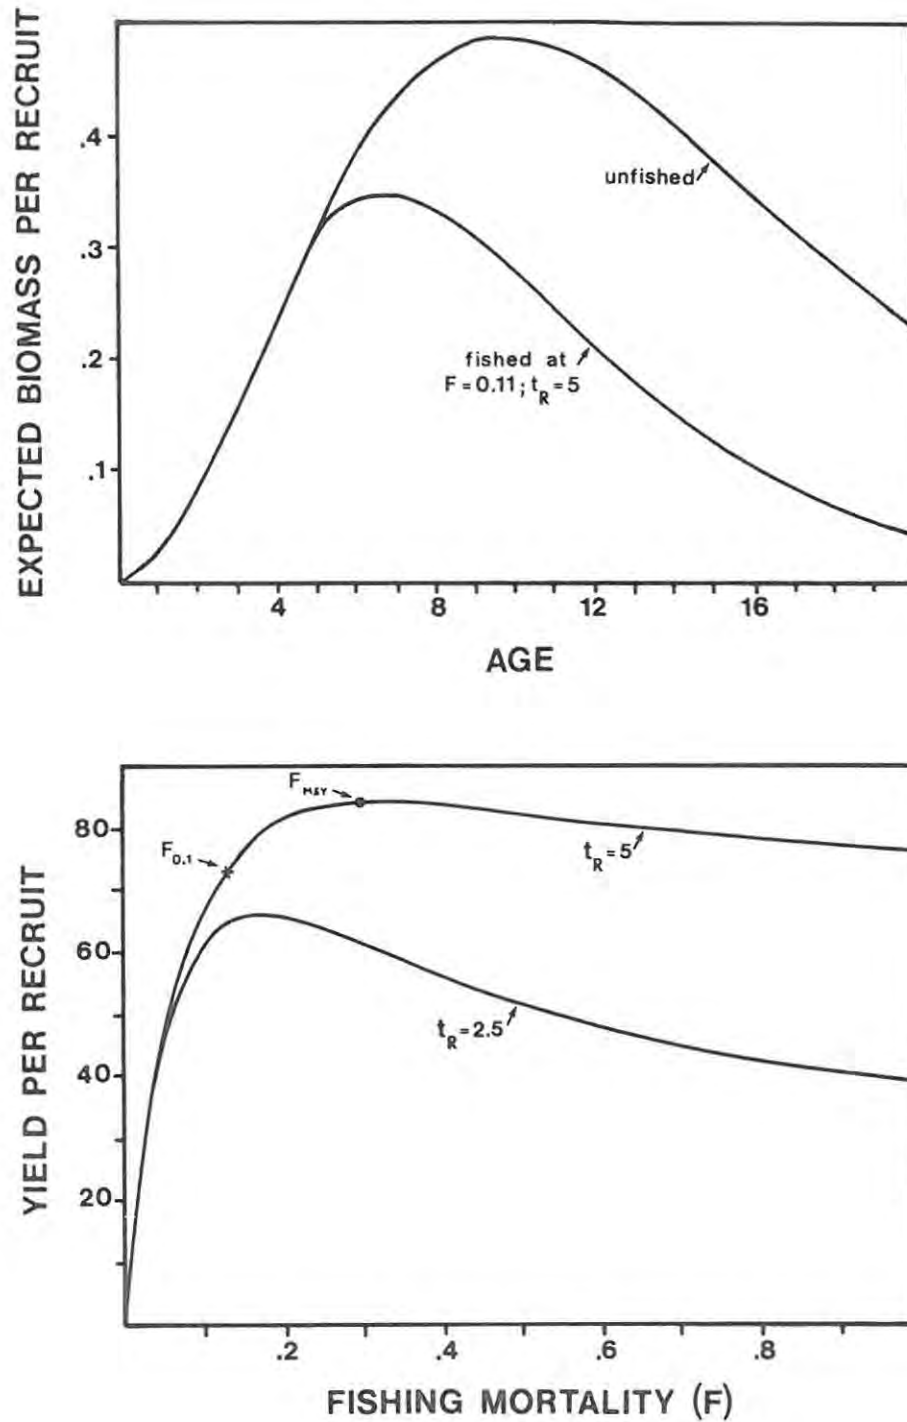 EXPECTED BIOMASS PER RECRUIT
.4
.3
.2
.1
unfished
fished at
F=0.11; tR=5
4 8 12 16
AGE
YIELD PER RECRUIT
80
60
40
20
FMSY
F0.1
tR=5
tR=2.5
.2 .4 .6 .8
FISHING MORTALITY (F)